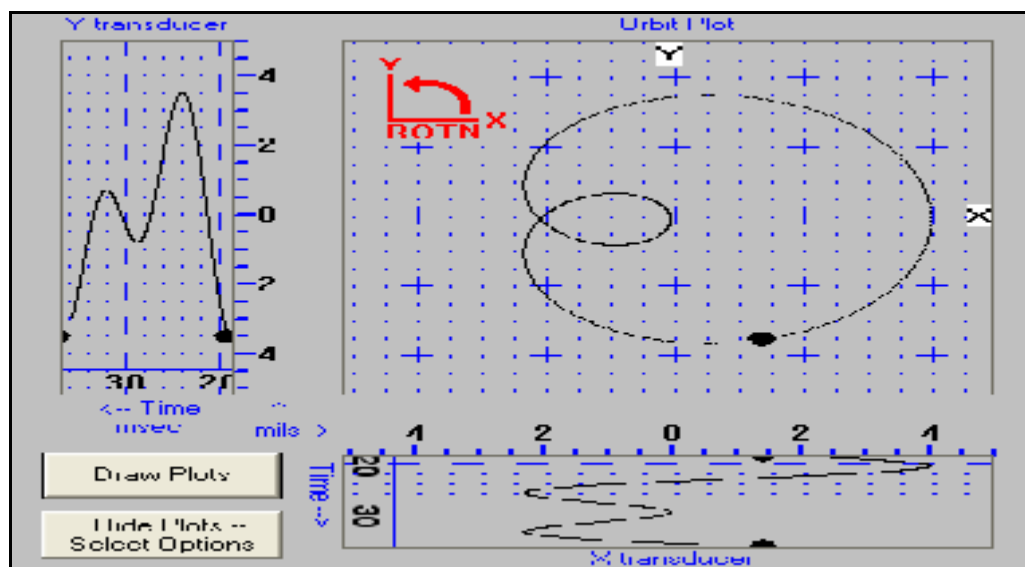 Y transducer
Orbit Plot
Y
Y
X
ROTN
X
4
2
0
2
4
30 20
<-- Time
msec
^
mils >
4 2 0 2 4
Draw Plots
Hide Plots --
Select Options
Time -->
20
30
X transducer